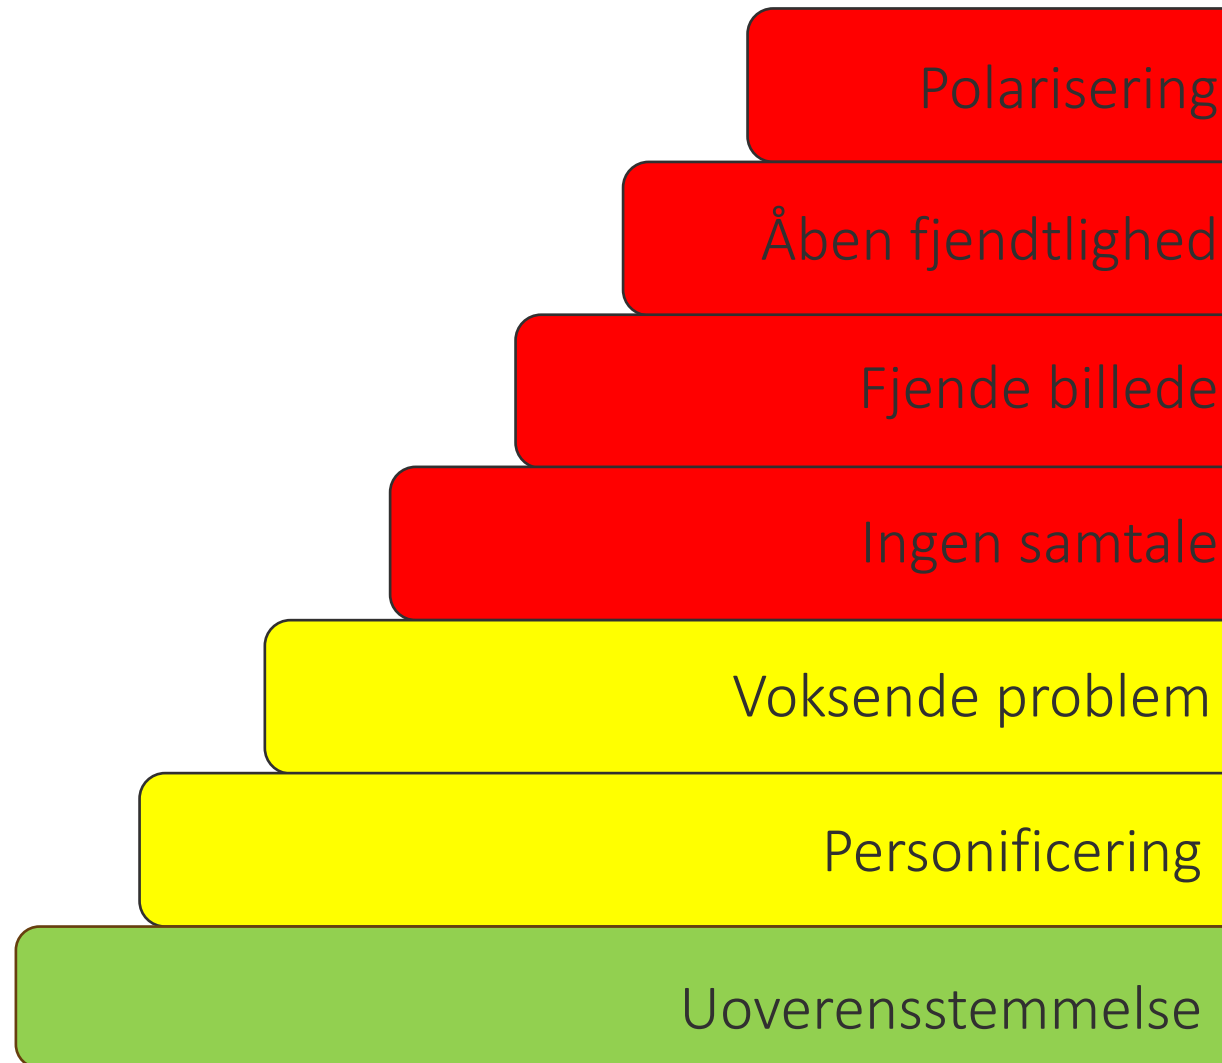 Polarisering
Åben fjendtlighed
Fjende billede
Ingen samtale
Voksende problem
Personificering
Uoverensstemmelse